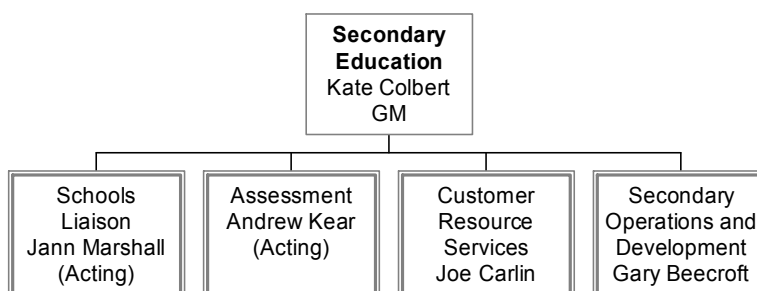 Secondary
Education
Kate Colbert
GM
Schools
Liaison
Jann Marshall
(Acting)
Assessment
Andrew Kear
(Acting)
Customer
Resource
Services
Joe Carlin
Secondary
Operations and
Development
Gary Beecroft